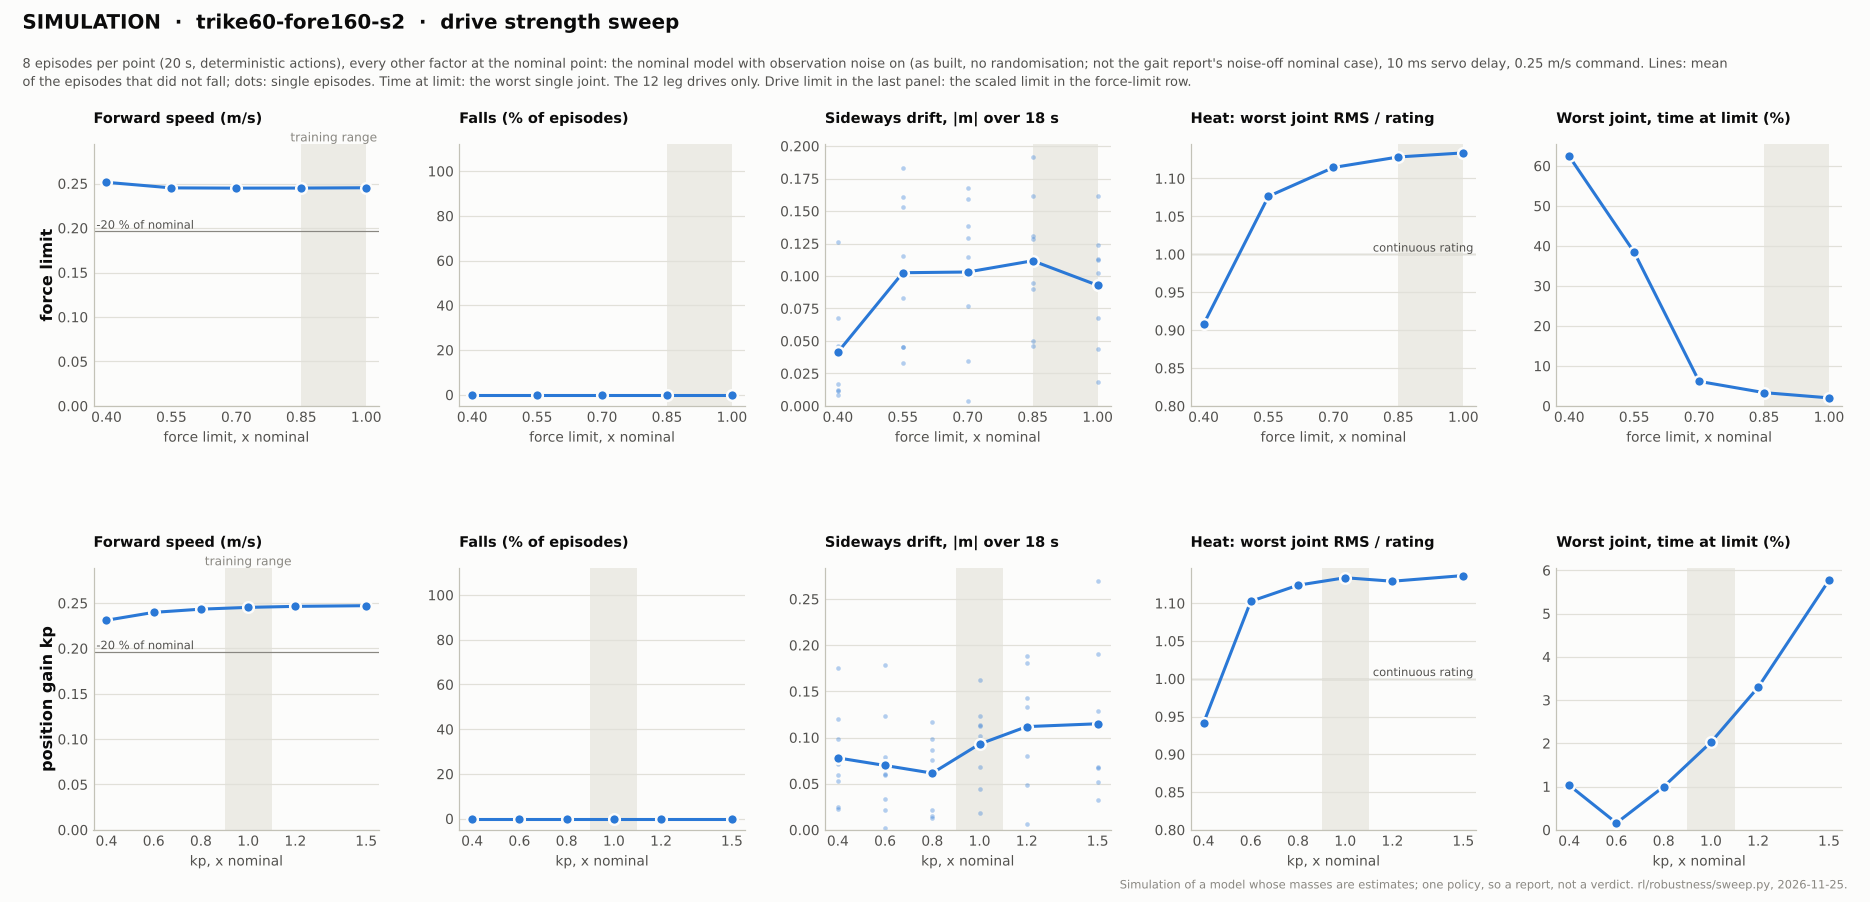 SIMULATION · trike60-fore160-s2 · drive strength sweep
8 episodes per point (20 s, deterministic actions), every other factor at the nominal point: the nominal model with observation noise on (as built, no randomisation; not the gait report's noise-off nominal case), 10 ms servo delay, 0.25 m/s command. Lines: mean
of the episodes that did not fall; dots: single episodes. Time at limit: the worst single joint. The 12 leg drives only. Drive limit in the last panel: the scaled limit in the force-limit row.
Forward speed (m/s)
training range
0.25
0.20
0.15
0.10
0.05
0.00
-20 % of nominal
force limit
0.40 0.55 0.70 0.85 1.00
force limit, x nominal
Falls (% of episodes)
100
80
60
40
20
0
0.40 0.55 0.70 0.85 1.00
force limit, x nominal
Sideways drift, |m| over 18 s
0.200
0.175
0.150
0.125
0.100
0.075
0.050
0.025
0.000
0.40 0.55 0.70 0.85 1.00
force limit, x nominal
Heat: worst joint RMS / rating
1.10
1.05
1.00
0.95
0.90
0.85
0.80
continuous rating
0.40 0.55 0.70 0.85 1.00
force limit, x nominal
Worst joint, time at limit (%)
60
50
40
30
20
10
0
0.40 0.55 0.70 0.85 1.00
force limit, x nominal
Forward speed (m/s)
training range
0.25
0.20
0.15
0.10
0.05
0.00
-20 % of nominal
position gain kp
0.4 0.6 0.8 1.0 1.2 1.5
kp, x nominal
Falls (% of episodes)
100
80
60
40
20
0
0.4 0.6 0.8 1.0 1.2 1.5
kp, x nominal
Sideways drift, |m| over 18 s
0.25
0.20
0.15
0.10
0.05
0.00
0.4 0.6 0.8 1.0 1.2 1.5
kp, x nominal
Heat: worst joint RMS / rating
1.10
1.05
1.00
0.95
0.90
0.85
0.80
continuous rating
0.4 0.6 0.8 1.0 1.2 1.5
kp, x nominal
Worst joint, time at limit (%)
6
5
4
3
2
1
0
0.4 0.6 0.8 1.0 1.2 1.5
kp, x nominal
Simulation of a model whose masses are estimates; one policy, so a report, not a verdict. rl/robustness/sweep.py, 2026-11-25.